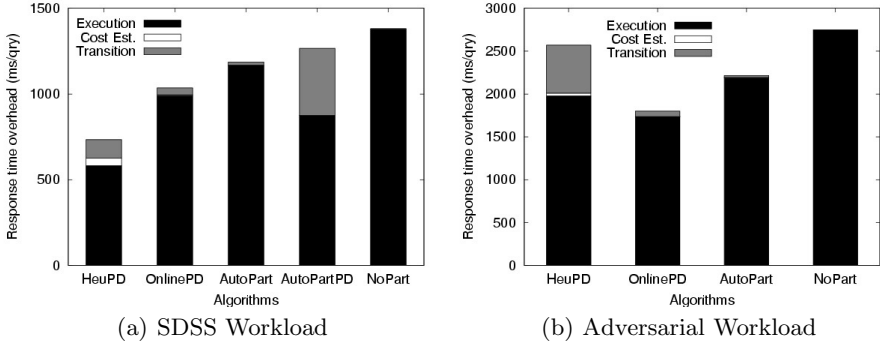 1500
1000
500
0
Response time overhead (ms/qry)
Execution
Cost Est.
Transition
HeuPD OnlinePD AutoPart AutoPartPD NoPart
Algorithms
(a) SDSS Workload
3000
2500
2000
1500
1000
500
0
Response time overhead (ms/qry)
Execution
Cost Est.
Transition
HeuPD OnlinePD AutoPart NoPart
Algorithms
(b) Adversarial Workload